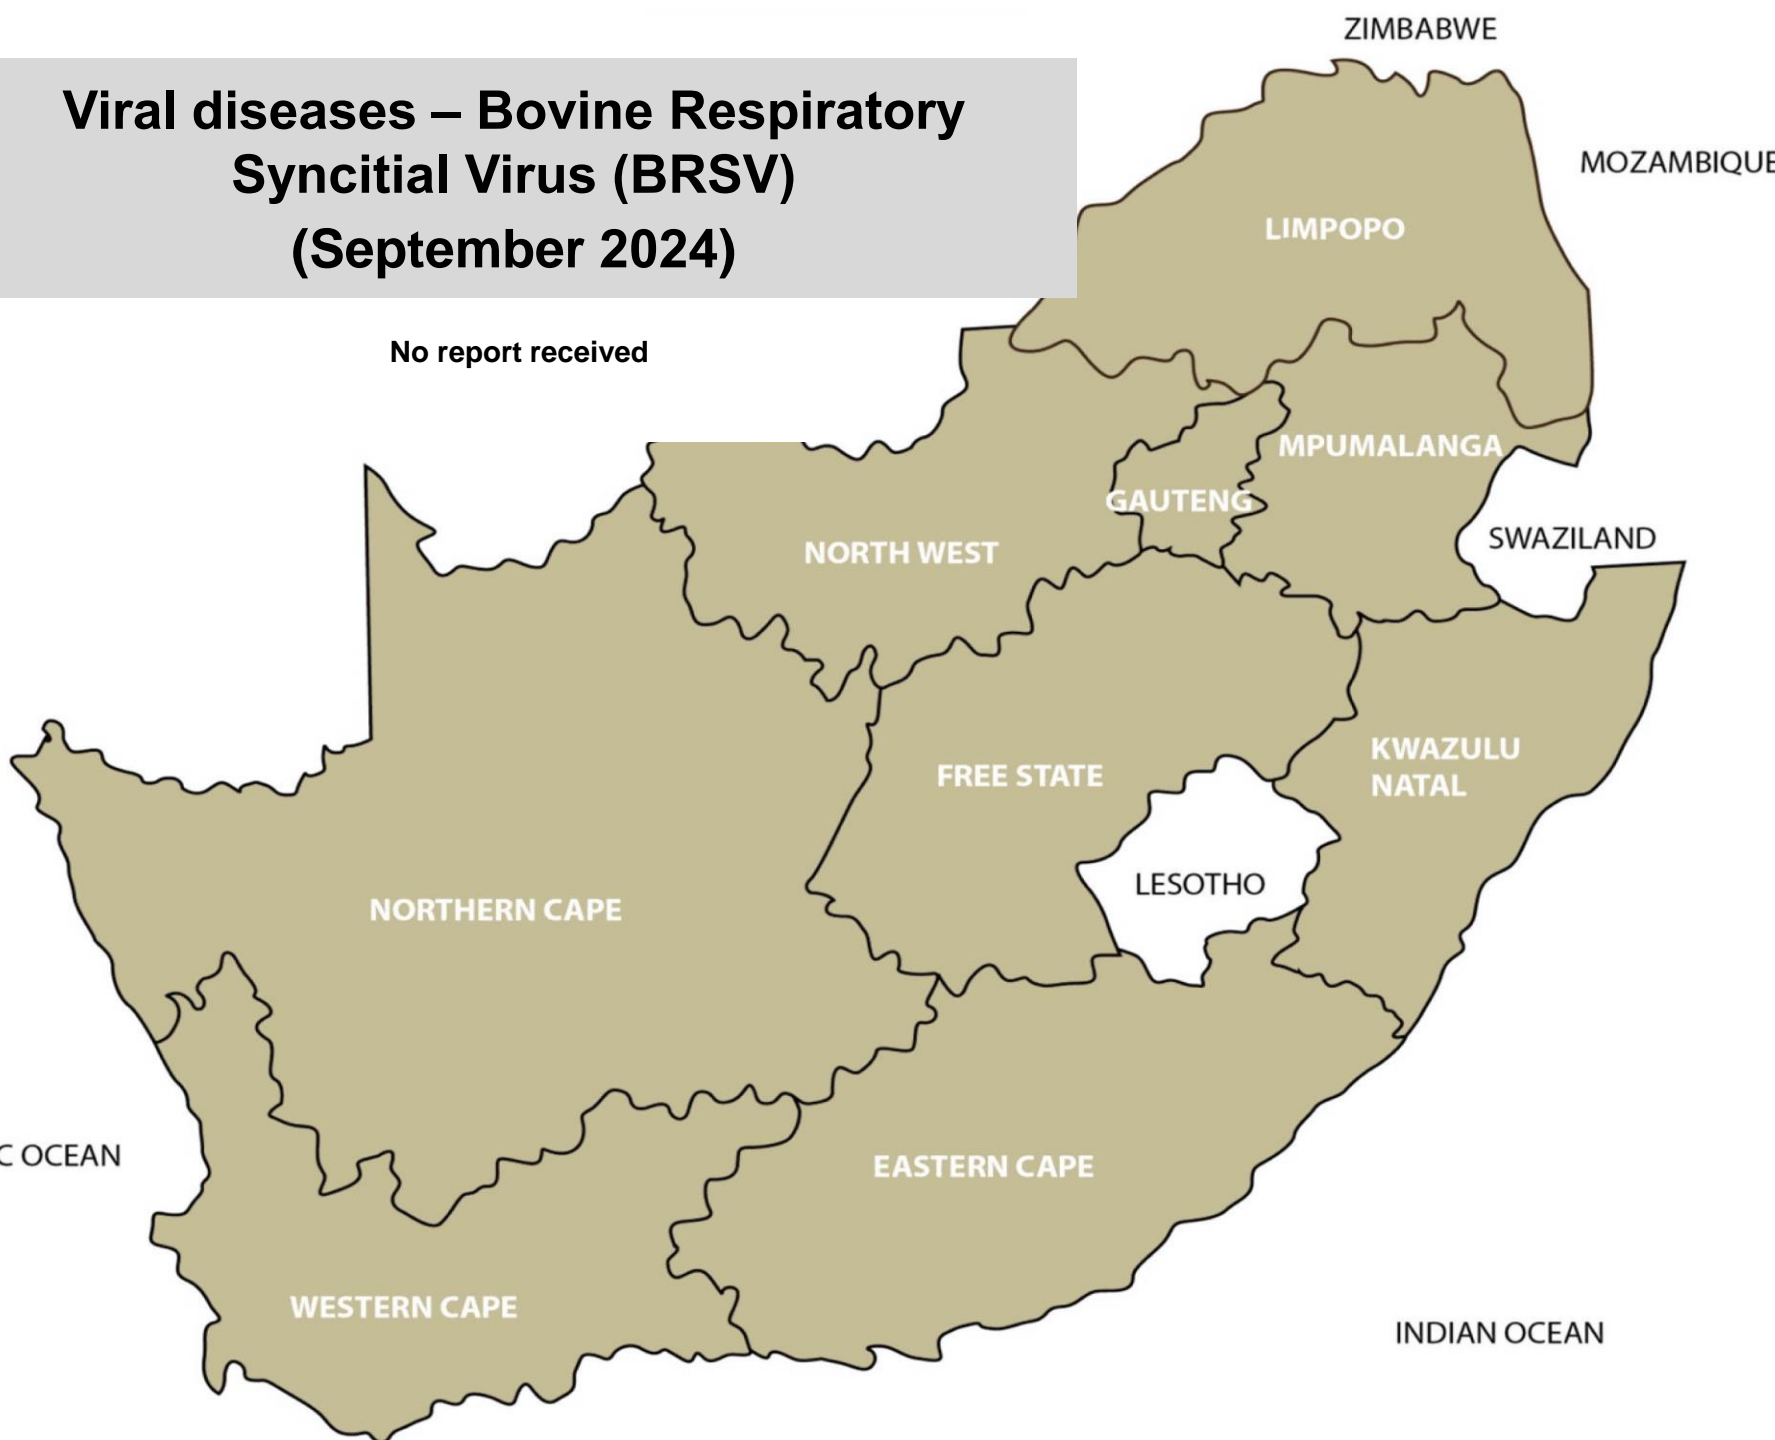 ZIMBABWE
Viral diseases – Bovine Respiratory
Syncitial Virus (BRSV)
(September 2024)
MOZAMBIQUE
LIMPOPO
No report received
MPUMALANGA
GAUTENG
SWAZILAND
NORTH WEST
KWAZULU
NATAL
FREE STATE
LESOTHO
NORTHERN CAPE
C OCEAN
EASTERN CAPE
WESTERN CAPE
INDIAN OCEAN